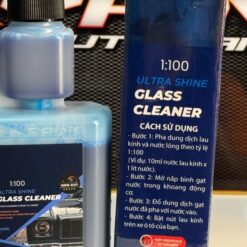 1:100
ULTRA SHINE
GLASS
CLEANER
CÁCH SỬ DỤNG
- Bước 1: Pha dung dịch lau
kính và nước lỏng theo tỷ lệ
1:100
(Ví dụ: 10ml nước lau kính x
1 lít nước).
- Bước 2: Mở nắp bình gạt
nước trong khoang động
cơ.
- Bước 3: Đổ dung dịch gạt
nước đã pha với nước vào.
- Bước 4: Bật nút lau kính
trên xe ô tô của bạn.
1:100
ULTRA SHINE
GLASS CLEANER